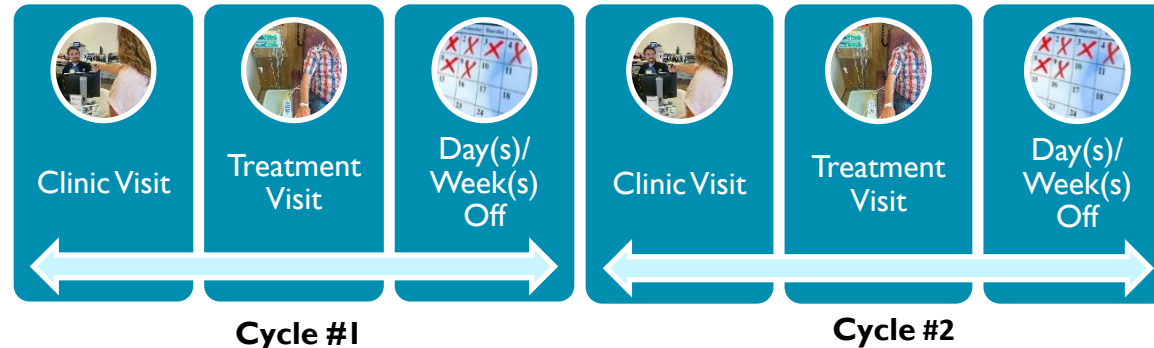 Clinic Visit
Treatment
Visit
Day(s)/
Week(s)
Off
Clinic Visit
Treatment
Visit
Day(s)/
Week(s)
Off
Cycle #1
Cycle #2